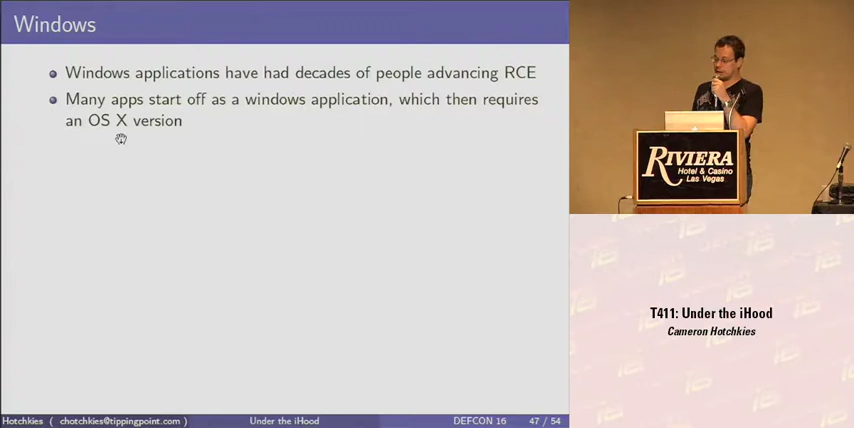 Windows
Windows applications have had decades of people advancing RCE
Many apps start off as a windows application, which then requires
an OS X version
Hotchkies ( chotchkies@tippingpoint.com )
Under the iHood
DEFCON 16
47 / 54
RIVIERA
Hotel & Casino
Las Vegas
T411: Under the iHood
Cameron Hotchkies